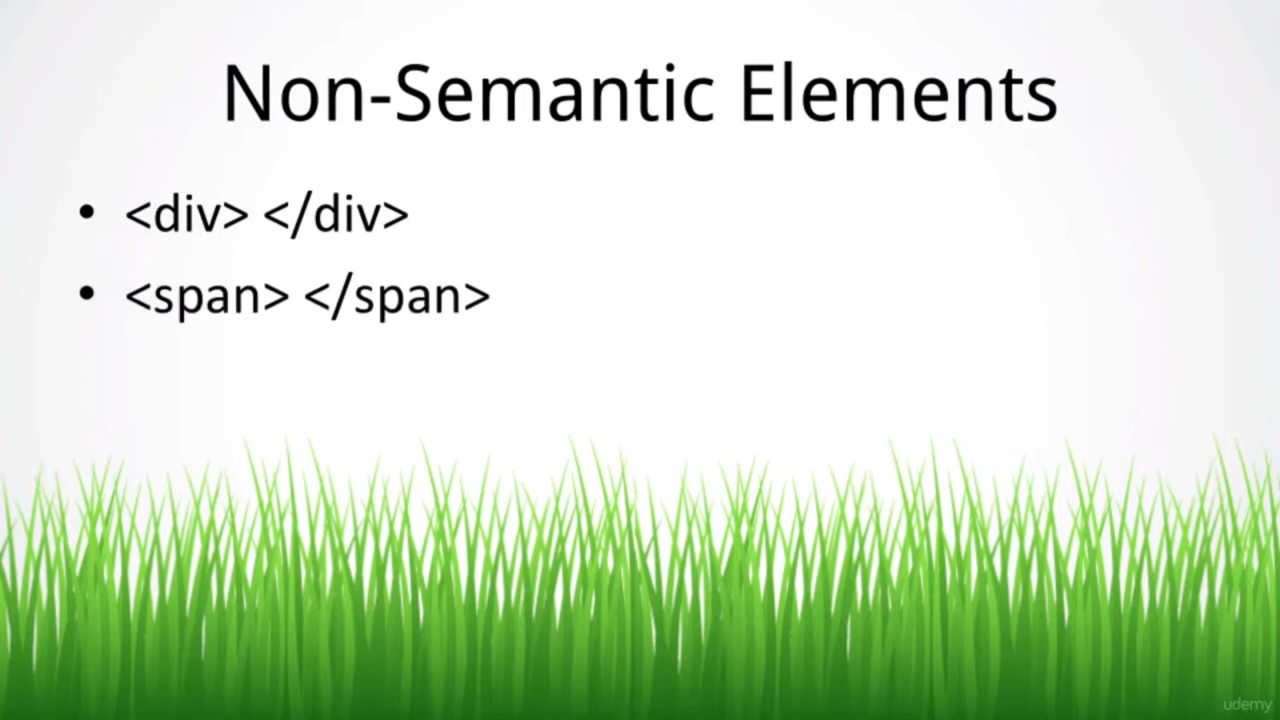 Non-Semantic Elements
• <div> </div>
• <span> </span>
udemy